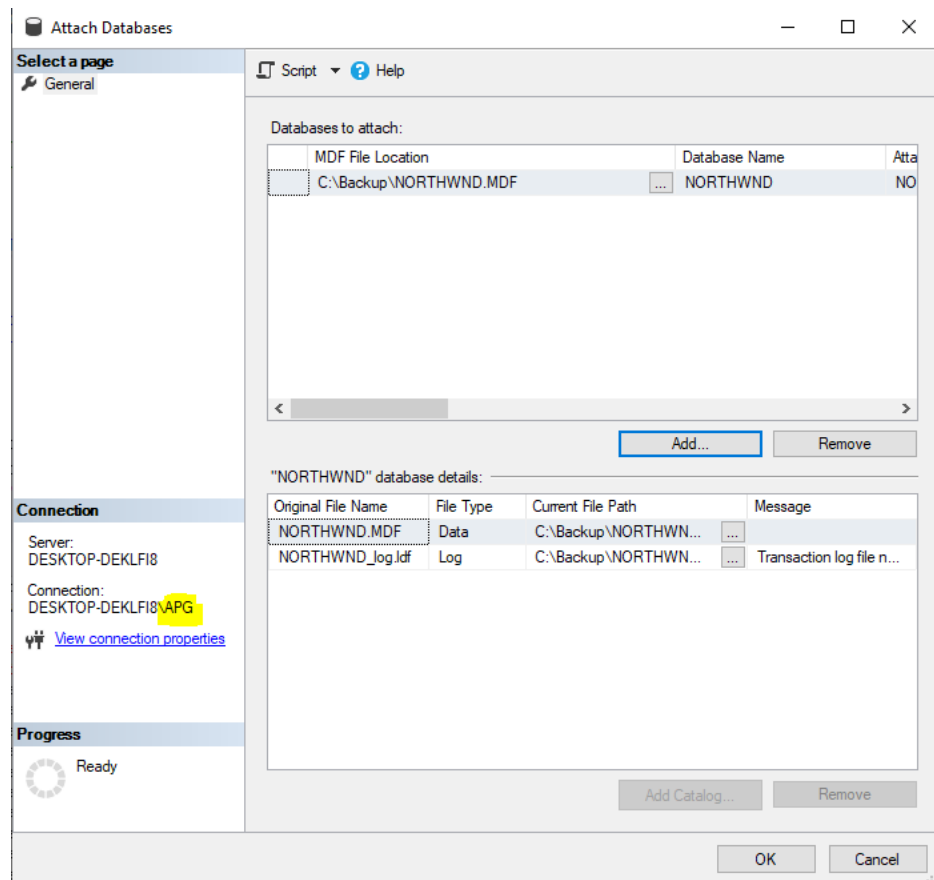 Attach Databases
Select a page
General
Script
Help
Databases to attach:
MDF File Location Database Name Atta
C:\Backup\NORTHWND.MDF ... NORTHWND NO
Add... Remove
"NORTHWND" database details:
Original File Name File Type Current File Path Message
NORTHWND.MDF Data C:\Backup\NORTHWN... ...
NORTHWND_log.ldf Log C:\Backup\NORTHWN... ... Transaction log file n...
Connection
Server:
DESKTOP-DEKLFI8
Connection:
DESKTOP-DEKLFI8\APG
View connection properties
Progress
Ready
Add Catalog... Remove
OK Cancel